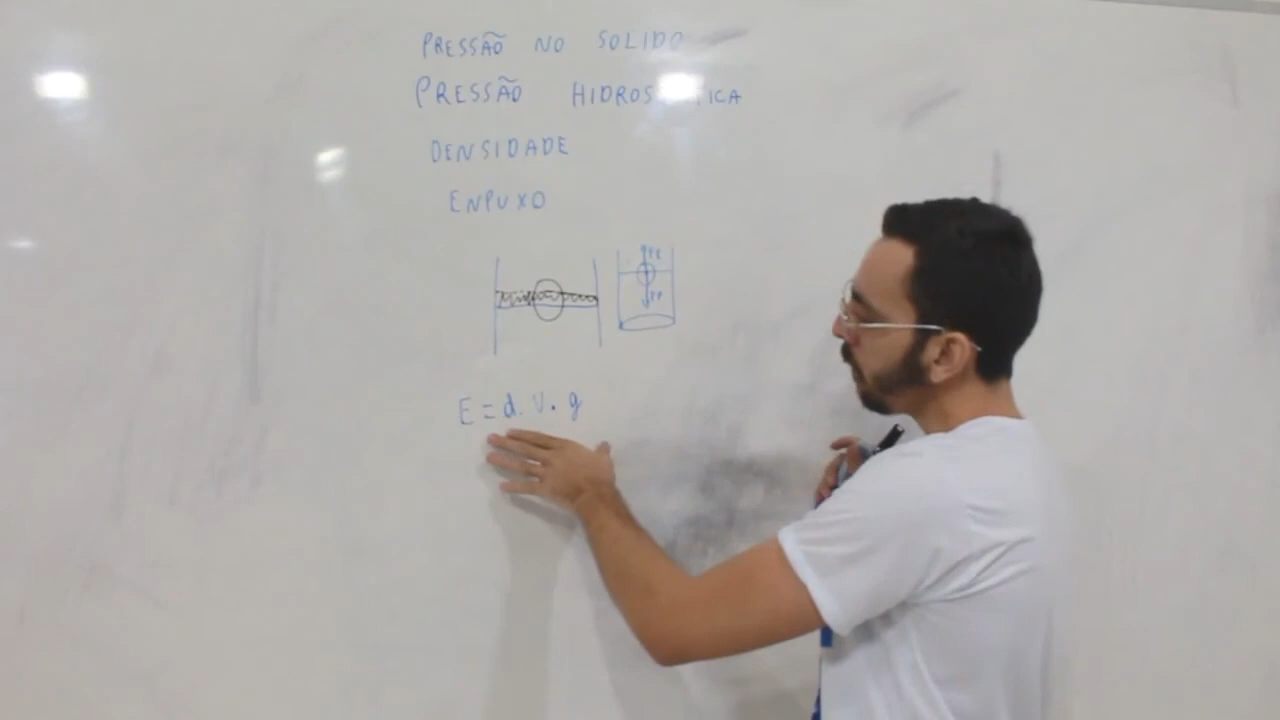 PRESSÃO NO SOLIDO
PRESSÃO
DENSIDADE
ENPUXO
E = d. V. g